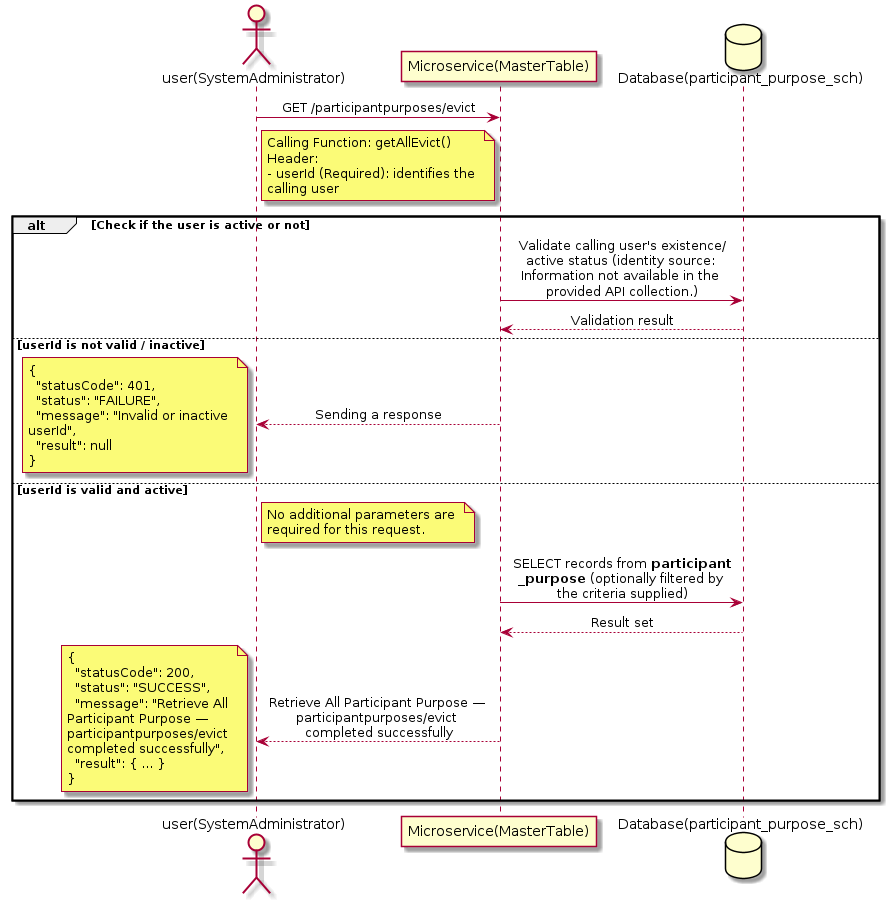 user(SystemAdministrator)
Microservice(MasterTable)
Database(participant_purpose_sch)
GET /participantpurposes/evict
Calling Function: getAllEvict()
Header:
- userId (Required): identifies the
calling user
alt
[Check if the user is active or not]
Validate calling user's existence/
active status (identity source:
Information not available in the
provided API collection.)
Validation result
[userId is not valid / inactive]
{
"statusCode": 401,
"status": "FAILURE",
"message": "Invalid or inactive
userId",
"result": null
}
Sending a response
[userId is valid and active]
No additional parameters are
required for this request.
SELECT records from participant
_purpose (optionally filtered by
the criteria supplied)
Result set
{
"statusCode": 200,
"status": "SUCCESS",
"message": "Retrieve All
Participant Purpose —
participantpurposes/evict
completed successfully",
"result": { ... }
}
Retrieve All Participant Purpose —
participantpurposes/evict
completed successfully
user(SystemAdministrator)
Microservice(MasterTable)
Database(participant_purpose_sch)